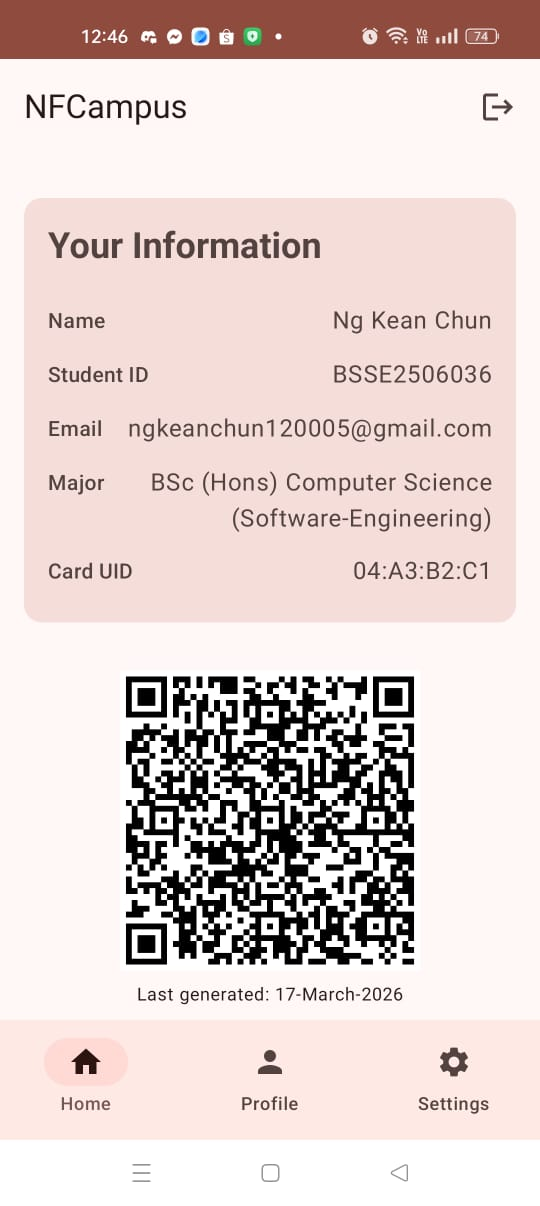 12:46
Vo
LTE
74
NFCampus
Your Information
Name Ng Kean Chun
Student ID BSSE2506036
Email ngkeanchun120005@gmail.com
Major BSc (Hons) Computer Science
(Software-Engineering)
Card UID 04:A3:B2:C1
Last generated: 17-March-2026
Home Profile Settings